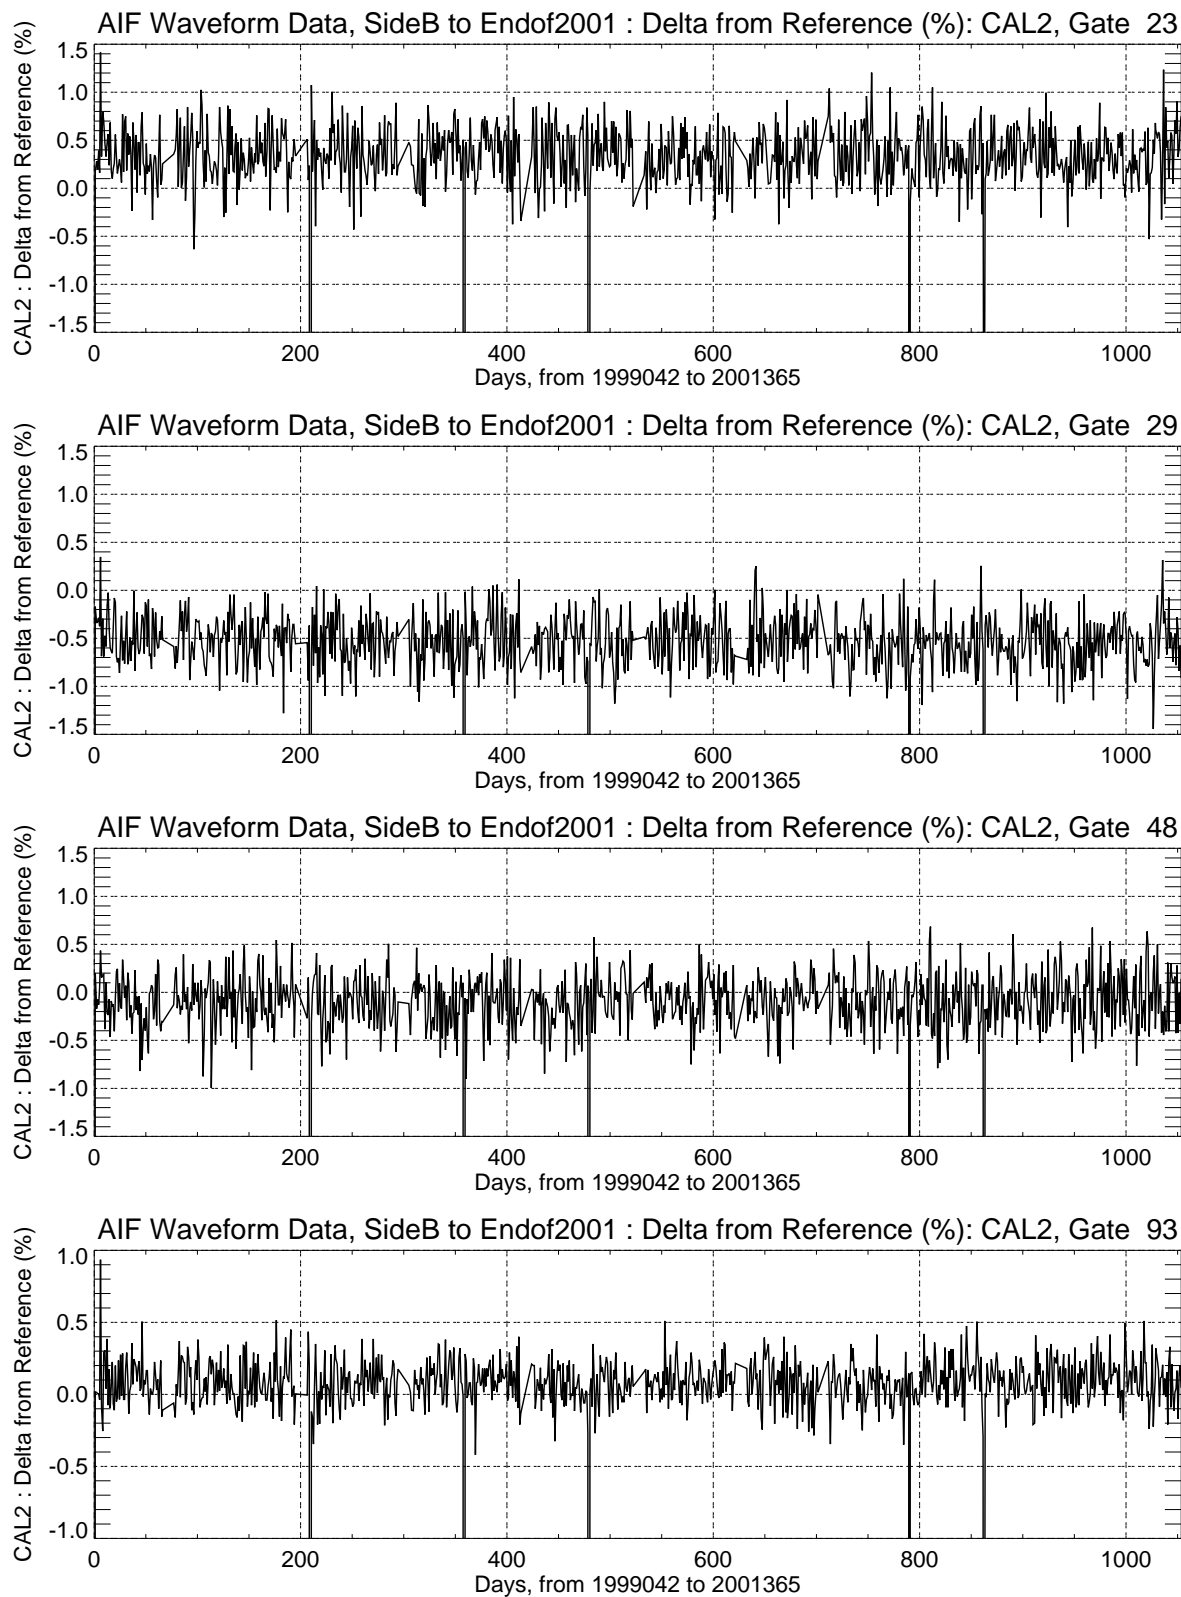 AIF Waveform Data, SideB to Endof2001 : Delta from Reference (%): CAL2, Gate 23
CAL2 : Delta from Reference (%)
1.5
1.0
0.5
0.0
-0.5
-1.0
-1.5
0 200 400 600 800 1000
Days, from 1999042 to 2001365
AIF Waveform Data, SideB to Endof2001 : Delta from Reference (%): CAL2, Gate 29
CAL2 : Delta from Reference (%)
1.5
1.0
0.5
0.0
-0.5
-1.0
-1.5
0 200 400 600 800 1000
Days, from 1999042 to 2001365
AIF Waveform Data, SideB to Endof2001 : Delta from Reference (%): CAL2, Gate 48
CAL2 : Delta from Reference (%)
1.5
1.0
0.5
0.0
-0.5
-1.0
-1.5
0 200 400 600 800 1000
Days, from 1999042 to 2001365
AIF Waveform Data, SideB to Endof2001 : Delta from Reference (%): CAL2, Gate 93
CAL2 : Delta from Reference (%)
1.0
0.5
0.0
-0.5
-1.0
0 200 400 600 800 1000
Days, from 1999042 to 2001365